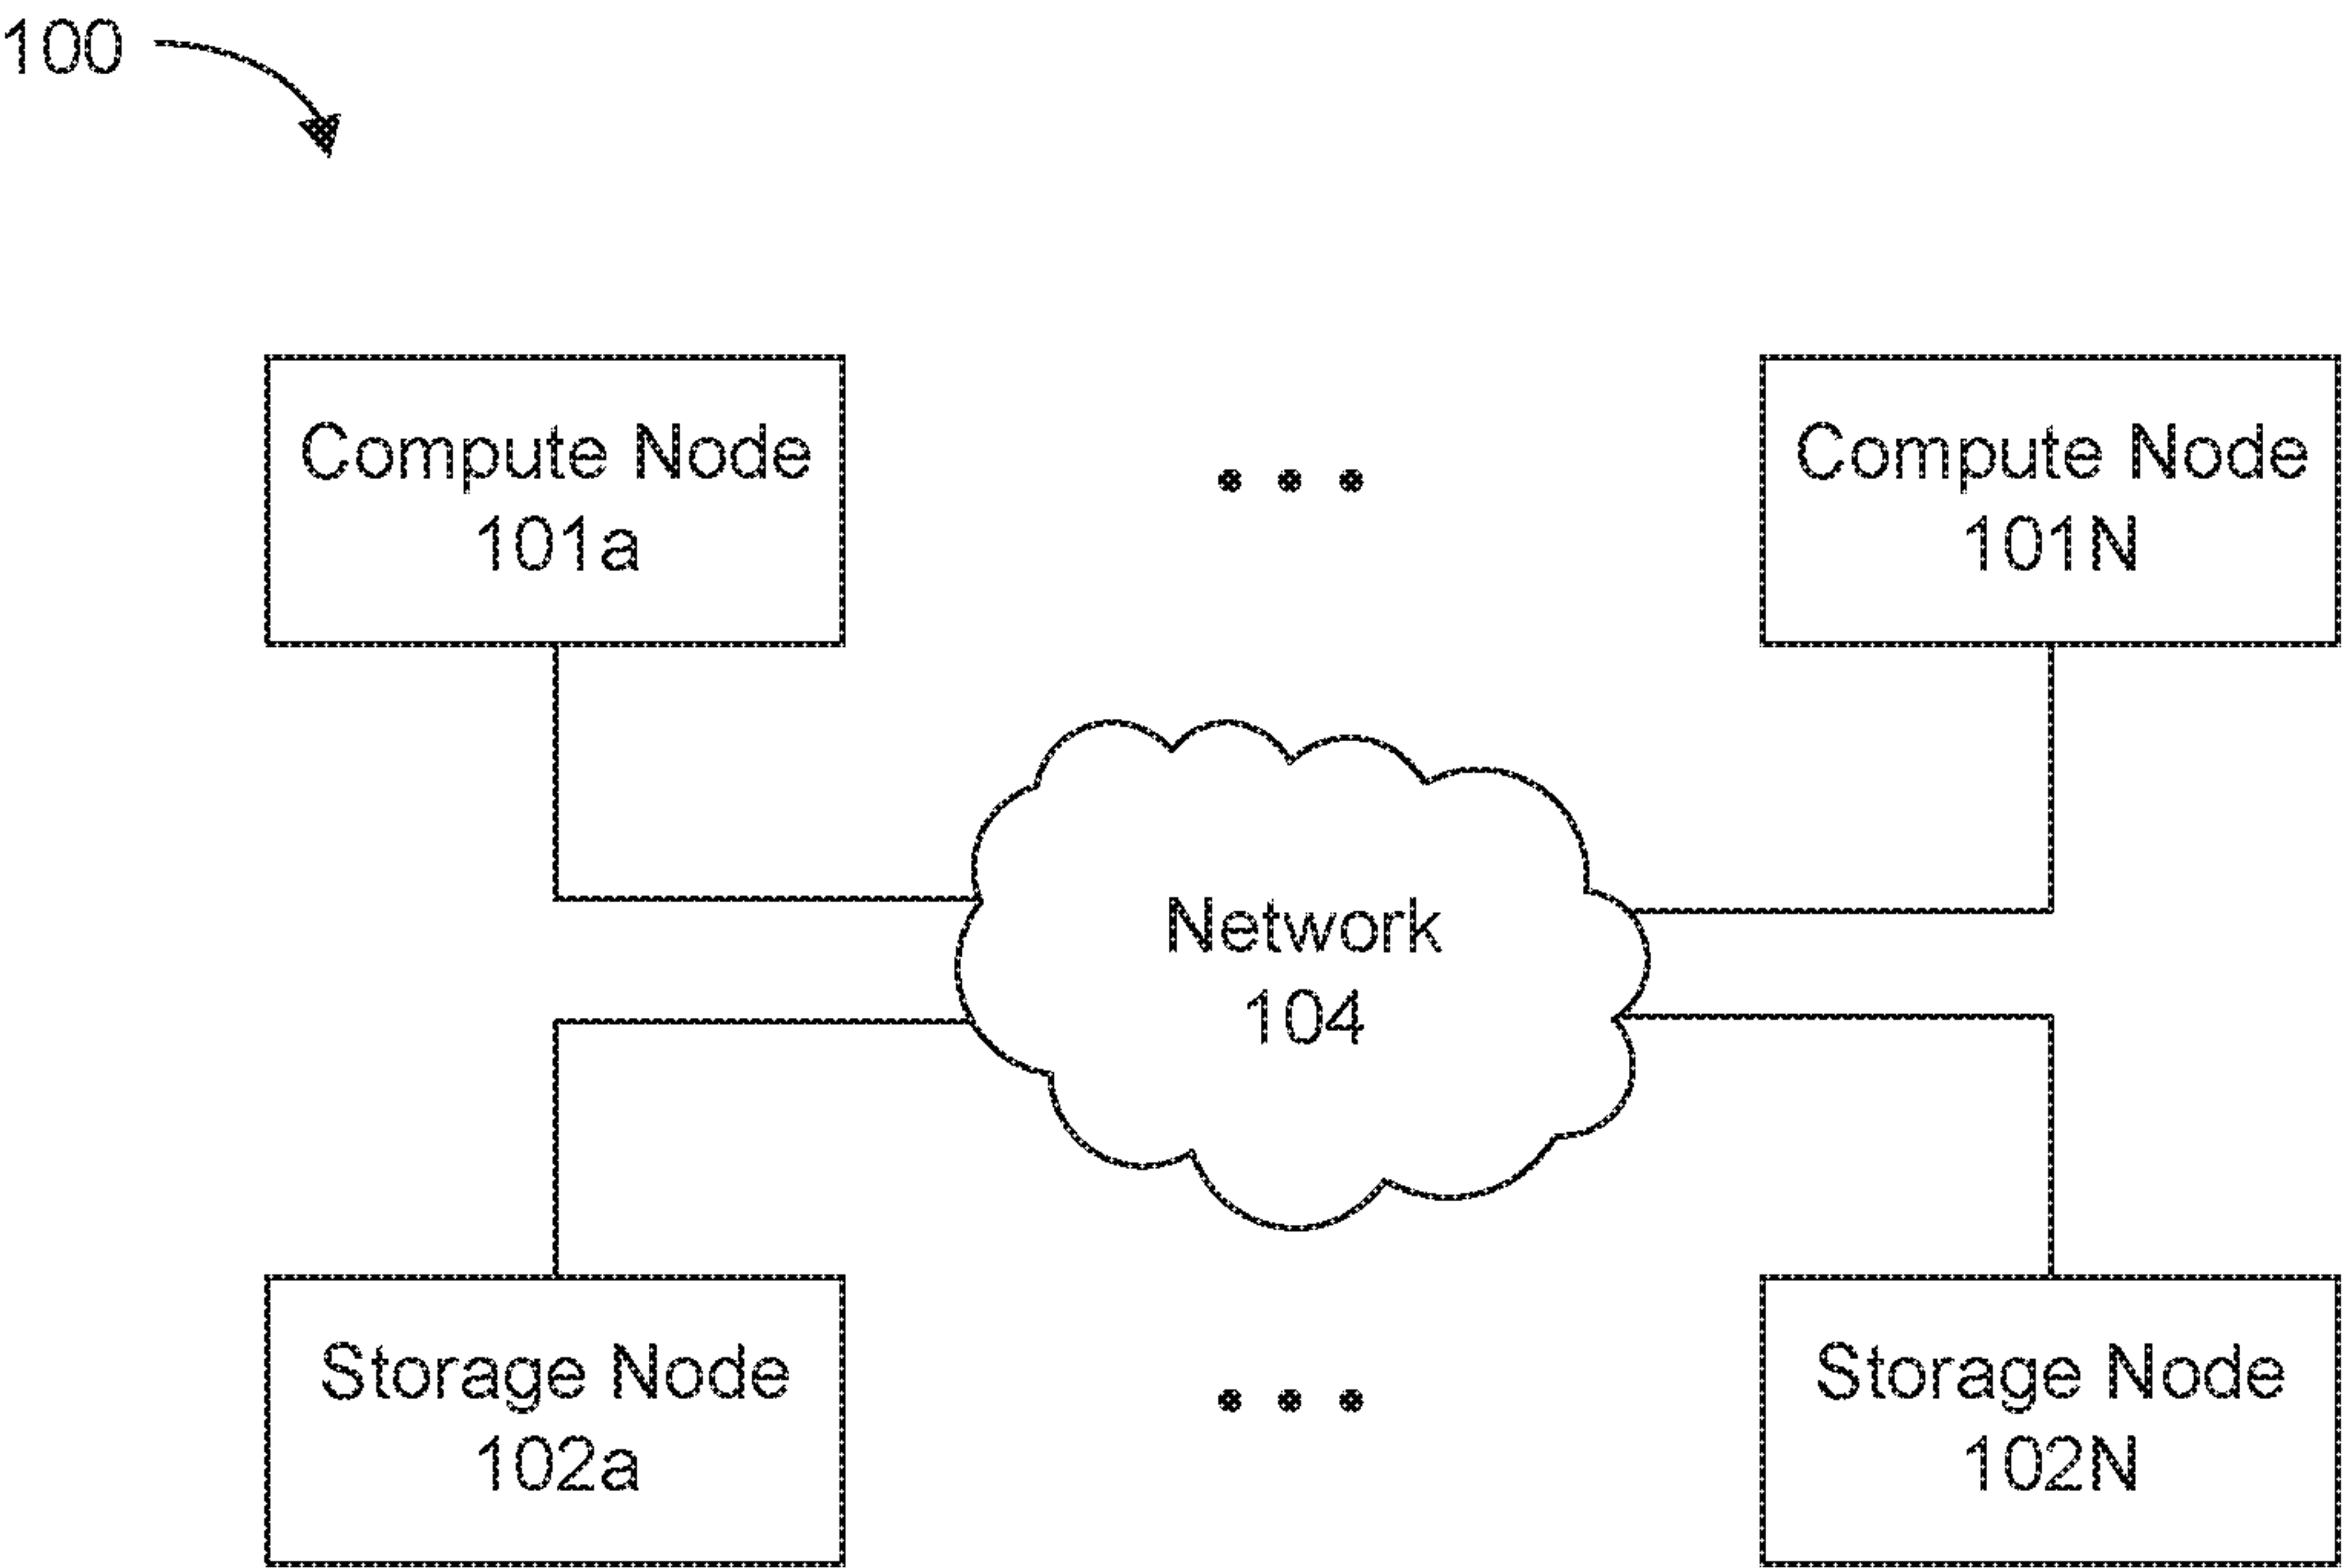 100
Compute Node
101a
• • •
Compute Node
101N
Network
104
Storage Node
102a
• • •
Storage Node
102N